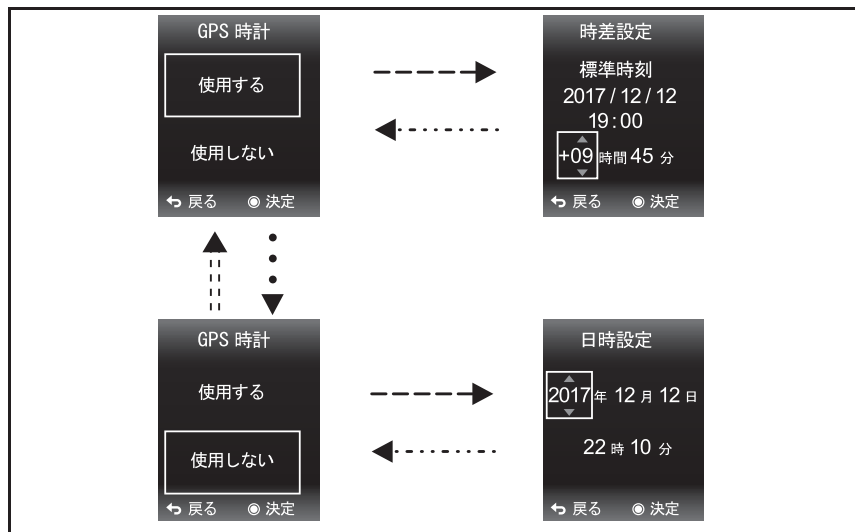 GPS 時計
使用する
使用しない
戻る ◉ 決定
時差設定
標準時刻
2017 / 12 / 12
19:00
+09 時間 45 分
戻る ◉ 決定
GPS 時計
使用する
使用しない
戻る ◉ 決定
日時設定
2017 年 12 月 12 日
22 時 10 分
戻る ◉ 決定